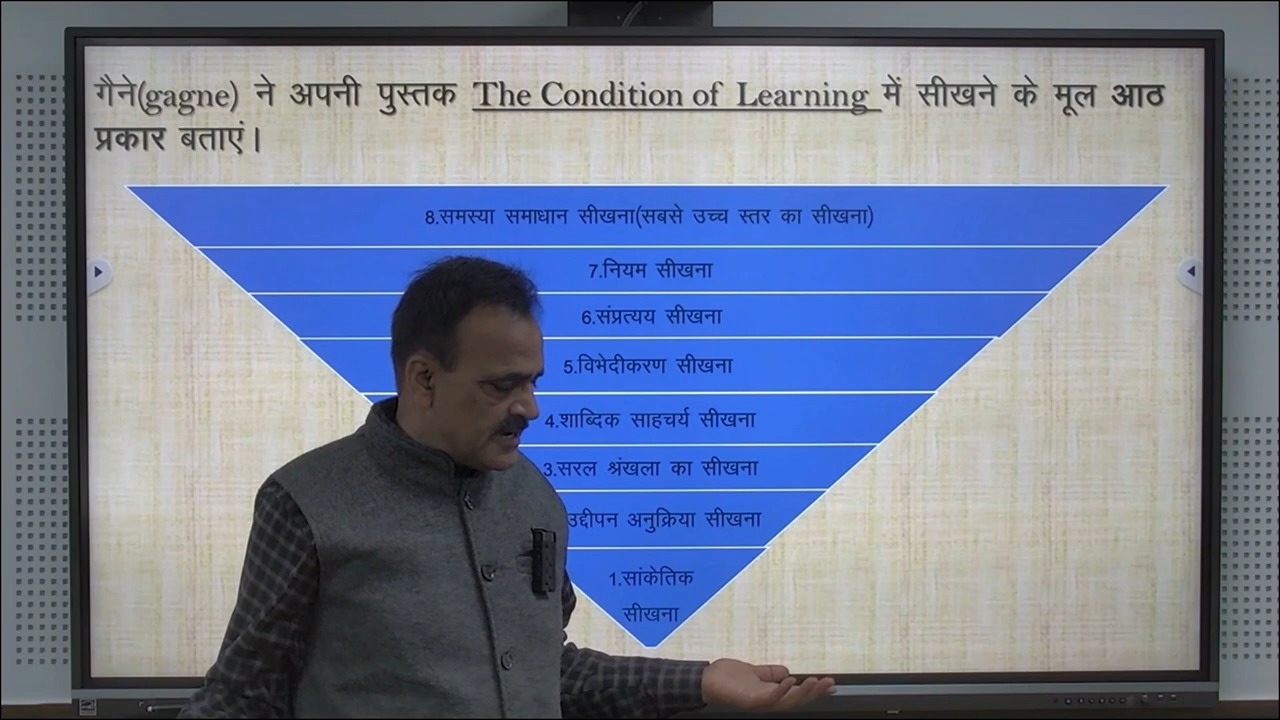 गैने(gagne) ने अपनी पुस्तक The Condition of Learning में सीखने के मूल आठ
प्रकार बताएं।
8.समस्या समाधान सीखना(सबसे उच्च स्तर का सीखना)
7.नियम सीखना
6.संप्रत्यय सीखना
5.विभेदीकरण सीखना
4.शाब्दिक साहचर्य सीखना
3.सरल श्रंखला का सीखना
उद्दीपन अनुक्रिया सीखना
1.सांकेतिक
सीखना